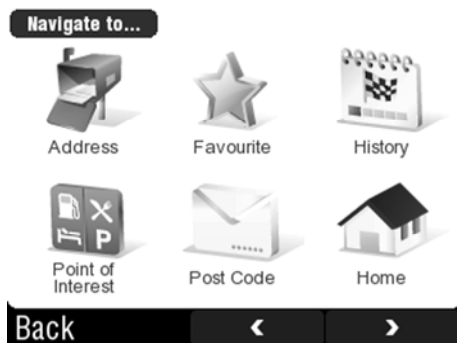 Navigate to...
Address
Favourite
History
P
Point of
Interest
Post Code
Home
Back